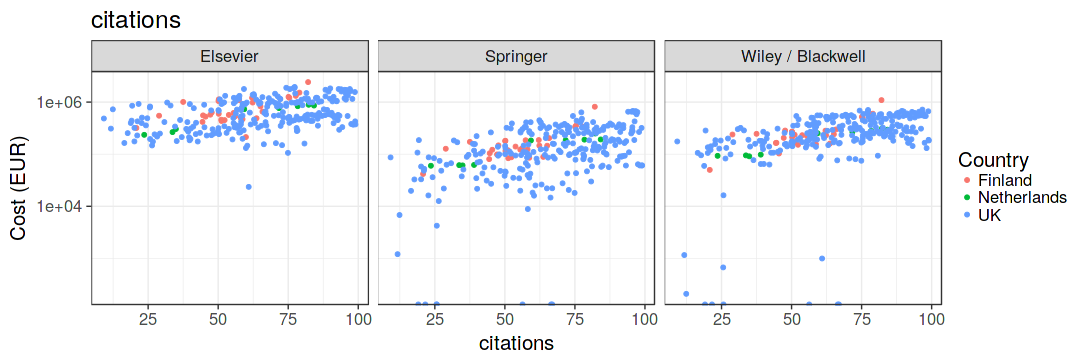 citations
Elsevier
Springer
Wiley / Blackwell
Cost (EUR)
1e+06
1e+04
25 50 75 100
25 50 75 100
25 50 75 100
citations
Country
Finland
Netherlands
UK